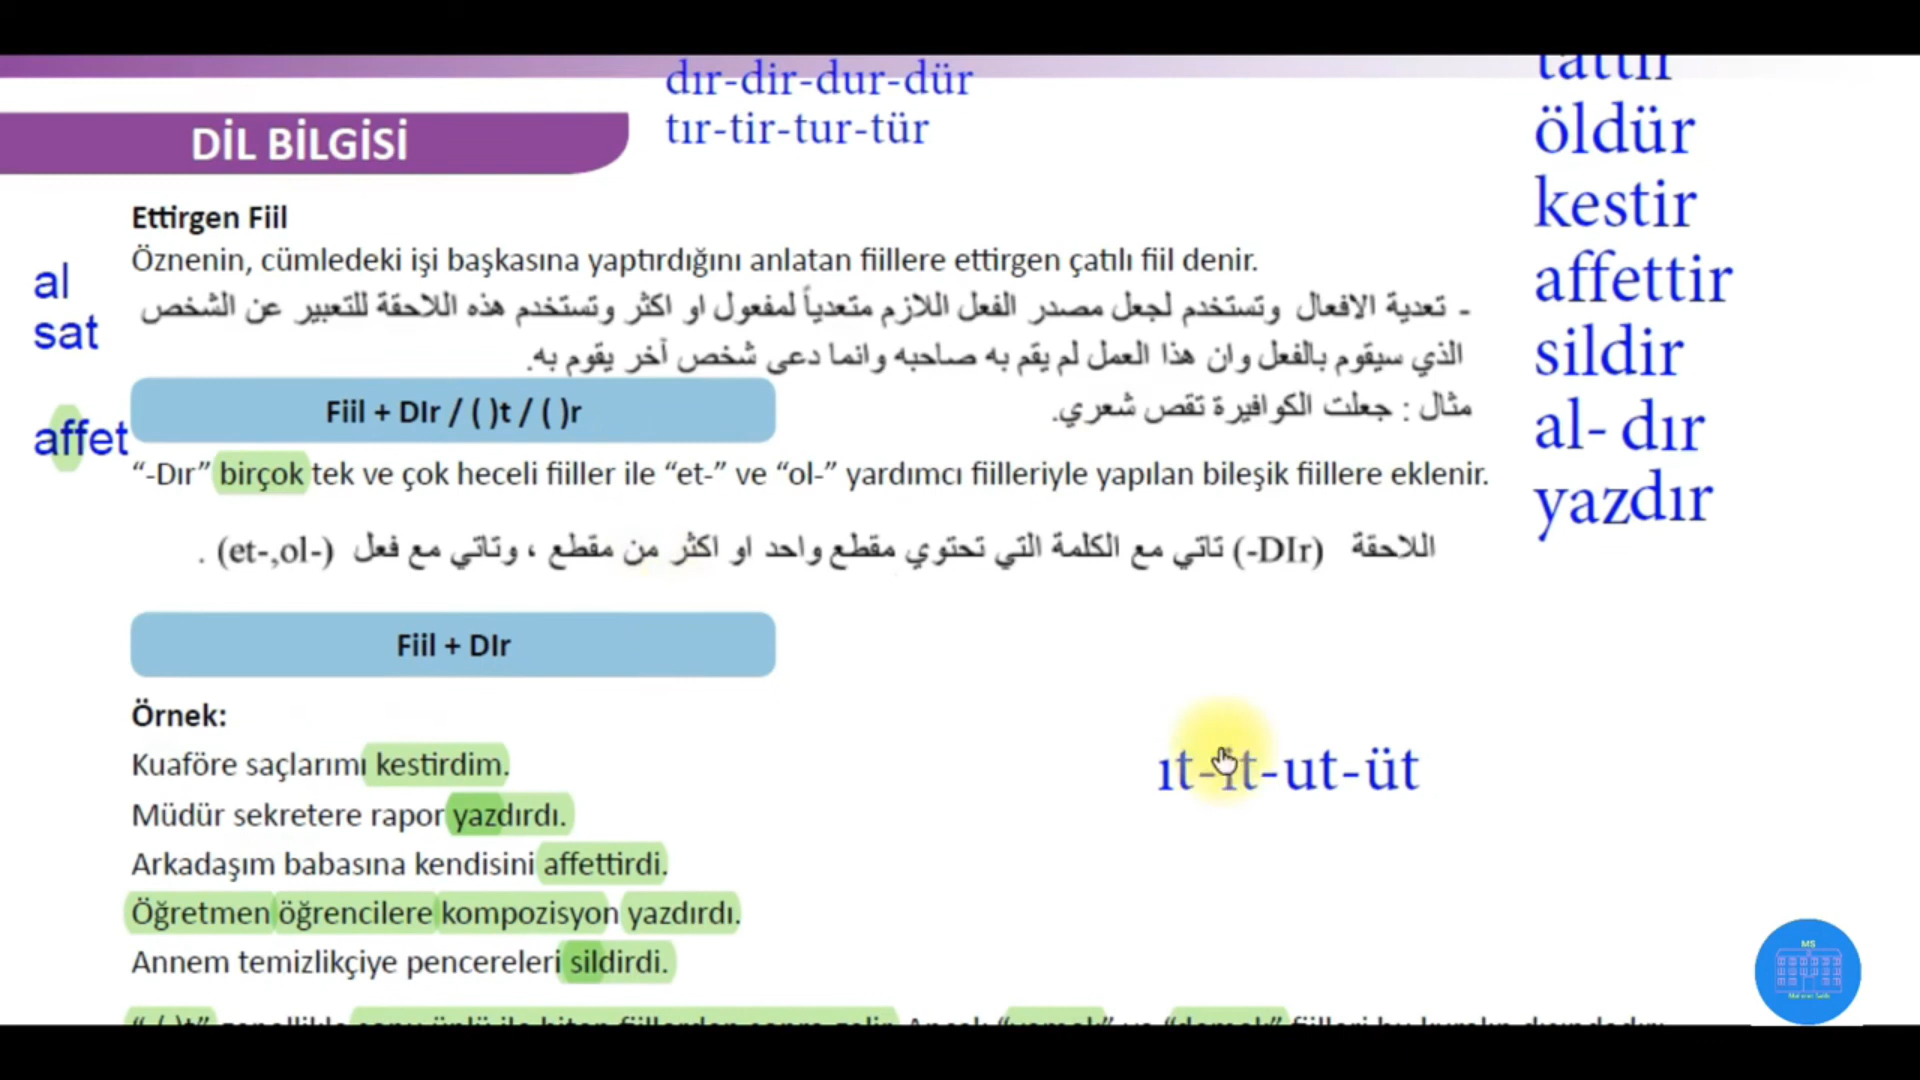 dır-dir-dur-dür
tır-tir-tur-tür
DİL BİLGİSİ
öldür
kestir
affettir
sildir
al- dır
yazdır
al
sat
affet
Ettirgen Fiil
Öznenin, cümledeki işi başkasına yaptırdığını anlatan fiillere ettirgen çatılı fiil denir.
- تعدية الافعال وتستخدم لجعل مصدر الفعل اللازم متعدياً لمفعول او اكثر وتستخدم هذه اللاحقة للتعبير عن الشخص
الذي سيقوم بالفعل وان هذا العمل لم يقم به صاحبه وانما دعى شخص آخر يقوم به.
Fiil + DIr / ( )t / ( )r
مثال : جعلت الكوافيرة تقص شعري.
“-Dır” birçok tek ve çok heceli fiiller ile “et-” ve “ol-” yardımcı fiilleriyle yapılan bileşik fiillere eklenir.
اللاحقة (-DIr) تاتي مع الكلمة التي تحتوي مقطع واحد او اكثر من مقطع ، وتاتي مع فعل (et-,ol-) .
Fiil + DIr
Örnek:
Kuaföre saçlarımı kestirdim.
Müdür sekretere rapor yazdırdı.
Arkadaşım babasına kendisini affettirdi.
Öğretmen öğrencilere kompozisyon yazdırdı.
Annem temizlikçiye pencereleri sildirdi.
ıt-it-ut-üt
MS